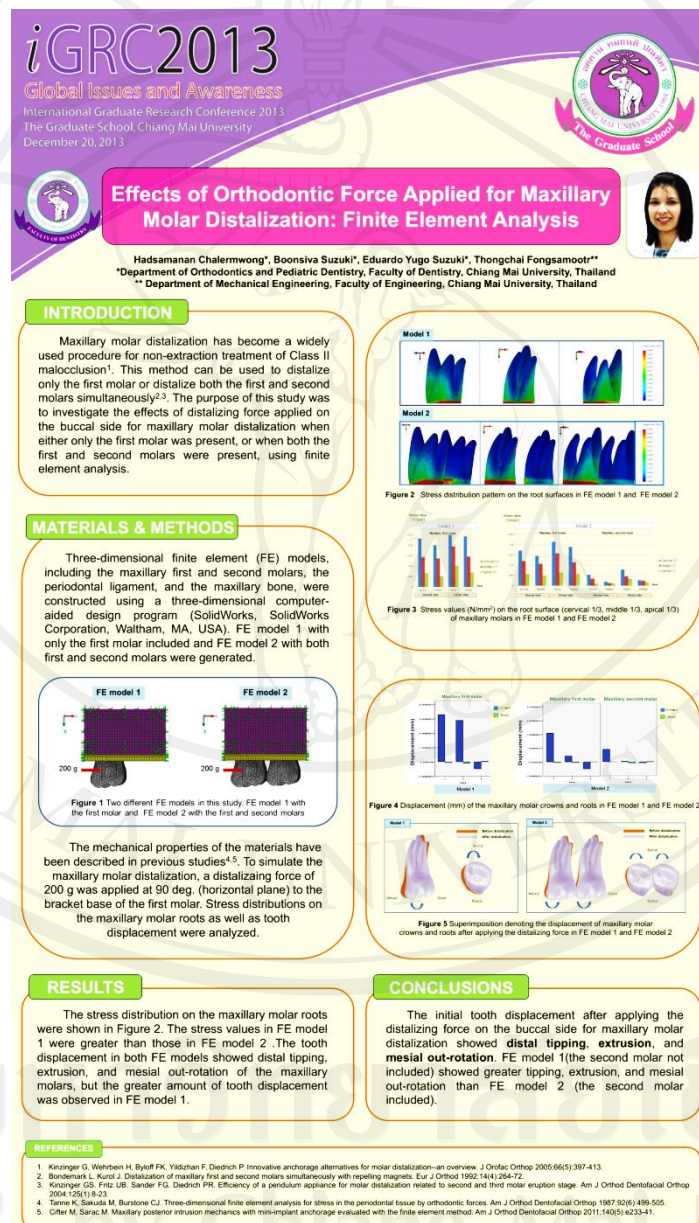 iGRC2013
Global Issues and Awareness
International Graduate Research Conference 2013
The Graduate School, Chiang Mai University
December 20, 2013
CHIANG MAI UNIVERSITY 1964
The Graduate School
FACULTY OF DENTISTRY
Effects of Orthodontic Force Applied for Maxillary
Molar Distalization: Finite Element Analysis
Hadsamanan Chalermwong*, Boonsiva Suzuki*, Eduardo Yugo Suzuki*, Thongchai Fongsamootr**
*Department of Orthodontics and Pediatric Dentistry, Faculty of Dentistry, Chiang Mai University, Thailand
** Department of Mechanical Engineering, Faculty of Engineering, Chiang Mai University, Thailand
INTRODUCTION
Maxillary molar distalization has become a widely
used procedure for non-extraction treatment of Class II
malocclusion1. This method can be used to distalize
only the first molar or distalize both the first and second
molars simultaneously2,3. The purpose of this study was
to investigate the effects of distalizing force applied on
the buccal side for maxillary molar distalization when
either only the first molar was present, or when both the
first and second molars were present, using finite
element analysis.
MATERIALS & METHODS
Three-dimensional finite element (FE) models,
including the maxillary first and second molars, the
periodontal ligament, and the maxillary bone, were
constructed using a three-dimensional computer-
aided design program (SolidWorks, SolidWorks
Corporation, Waltham, MA, USA). FE model 1 with
only the first molar included and FE model 2 with both
first and second molars were generated.
FE model 1
FE model 2
200 g
200 g
Figure 1 Two different FE models in this study. FE model 1 with
the first molar and FE model 2 with the first and second molars
The mechanical properties of the materials have
been described in previous studies4,5. To simulate the
maxillary molar distalization, a distalizaing force of
200 g was applied at 90 deg. (horizontal plane) to the
bracket base of the first molar. Stress distributions on
the maxillary molar roots as well as tooth
displacement were analyzed.
Model 1
Model 2
Figure 2 Stress distribution pattern on the root surfaces in FE model 1 and FE model 2
Figure 3 Stress values (N/mm2) on the root surface (cervical 1/3, middle 1/3, apical 1/3)
of maxillary molars in FE model 1 and FE model 2
Maxillary first molar
Maxillary first molar
Maxillary second molar
Displacement (mm)
Displacement (mm)
Model 1
Model 2
Figure 4 Displacement (mm) of the maxillary molar crowns and roots in FE model 1 and FE model 2
Model 1
Before distalization
After distalization
Model 2
Before distalization
After distalization
Figure 5 Superimposition denoting the displacement of maxillary molar
crowns and roots after applying the distalizing force in FE model 1 and FE model 2
RESULTS
The stress distribution on the maxillary molar roots
were shown in Figure 2. The stress values in FE model
1 were greater than those in FE model 2 .The tooth
displacement in both FE models showed distal tipping,
extrusion, and mesial out-rotation of the maxillary
molars, but the greater amount of tooth displacement
was observed in FE model 1.
CONCLUSIONS
The initial tooth displacement after applying the
distalizing force on the buccal side for maxillary molar
distalization showed distal tipping, extrusion, and
mesial out-rotation. FE model 1(the second molar not
included) showed greater tipping, extrusion, and mesial
out-rotation than FE model 2 (the second molar
included).
REFERENCES
1. Kinzinger G, Wehrbein H, Byloff FK, Yildizhan F, Diedrich P. Innovative anchorage alternatives for molar distalization--an overview. J Orofac Orthop 2005;66(5):397-413.
2. Bondemark L, Kurol J. Distalization of maxillary first and second molars simultaneously with repelling magnets. Eur J Orthod 1992;14(4):264-72.
3. Kinzinger GS, Fritz UB, Sander FG, Diedrich PR. Efficiency of a pendulum appliance for molar distalization related to second and third molar eruption stage. Am J Orthod Dentofacial Orthop
2004;125(1):8-23.
4. Tanne K, Sakuda M, Burstone CJ. Three-dimensional finite element analysis for stress in the periodontal tissue by orthodontic forces. Am J Orthod Dentofacial Orthop 1987;92(6):499-505.
5. Cifter M, Sarac M. Maxillary posterior intrusion mechanics with mini-implant anchorage evaluated with the finite element method. Am J Orthod Dentofacial Orthop 2011;140(5):e233-41.